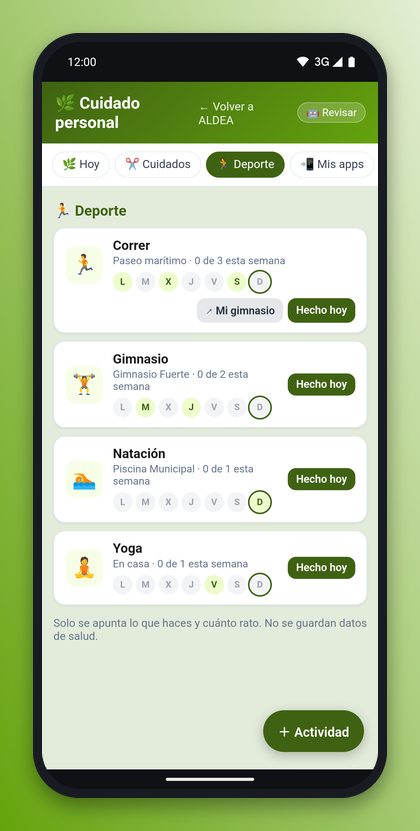 12:00
3G
Cuidado
personal
← Volver a
ALDEA
Revisar
Hoy
Cuidados
Deporte
Mis apps
Deporte
Correr
Paseo marítimo · 0 de 3 esta semana
L M X J V S D
↗ Mi gimnasio
Hecho hoy
Gimnasio
Gimnasio Fuerte · 0 de 2 esta
semana
L M X J V S D
Hecho hoy
Natación
Piscina Municipal · 0 de 1 esta
semana
L M X J V S D
Hecho hoy
Yoga
En casa · 0 de 1 esta semana
L M X J V S D
Hecho hoy
Solo se apunta lo que haces y cuánto rato. No se guardan datos
de salud.
+ Actividad